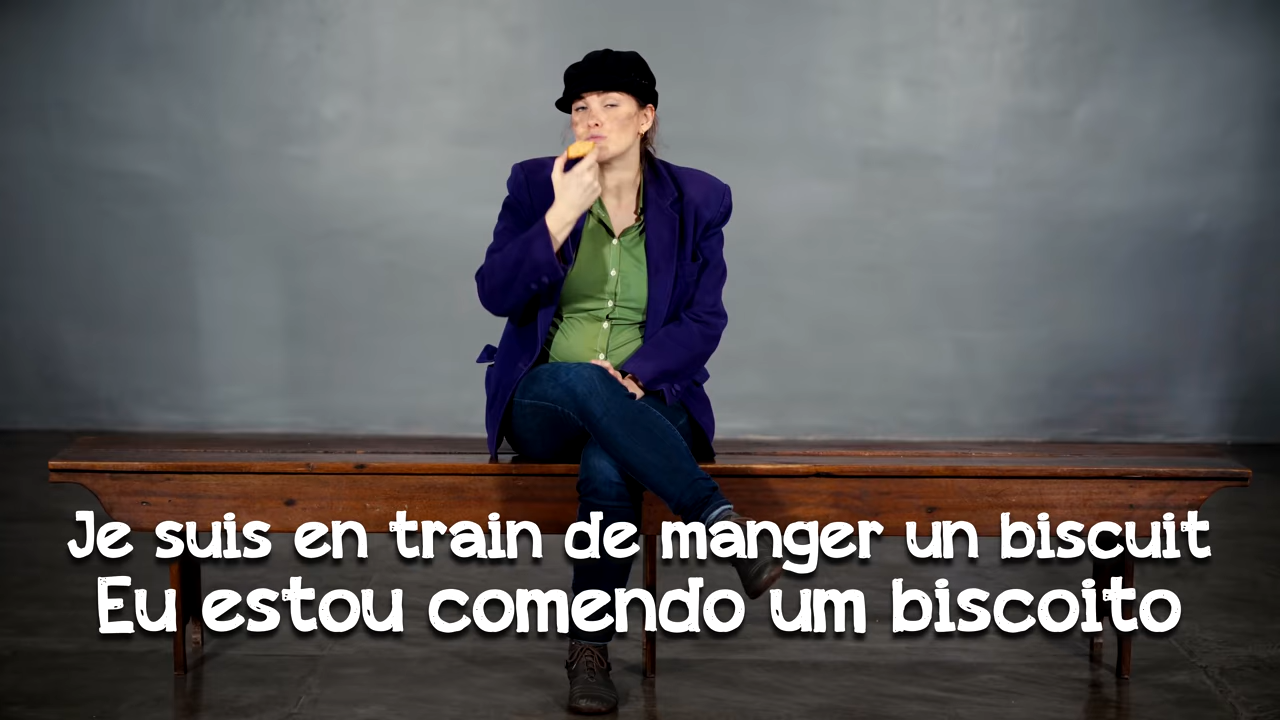 Je suis en train de manger un biscuit
Eu estou comendo um biscoito